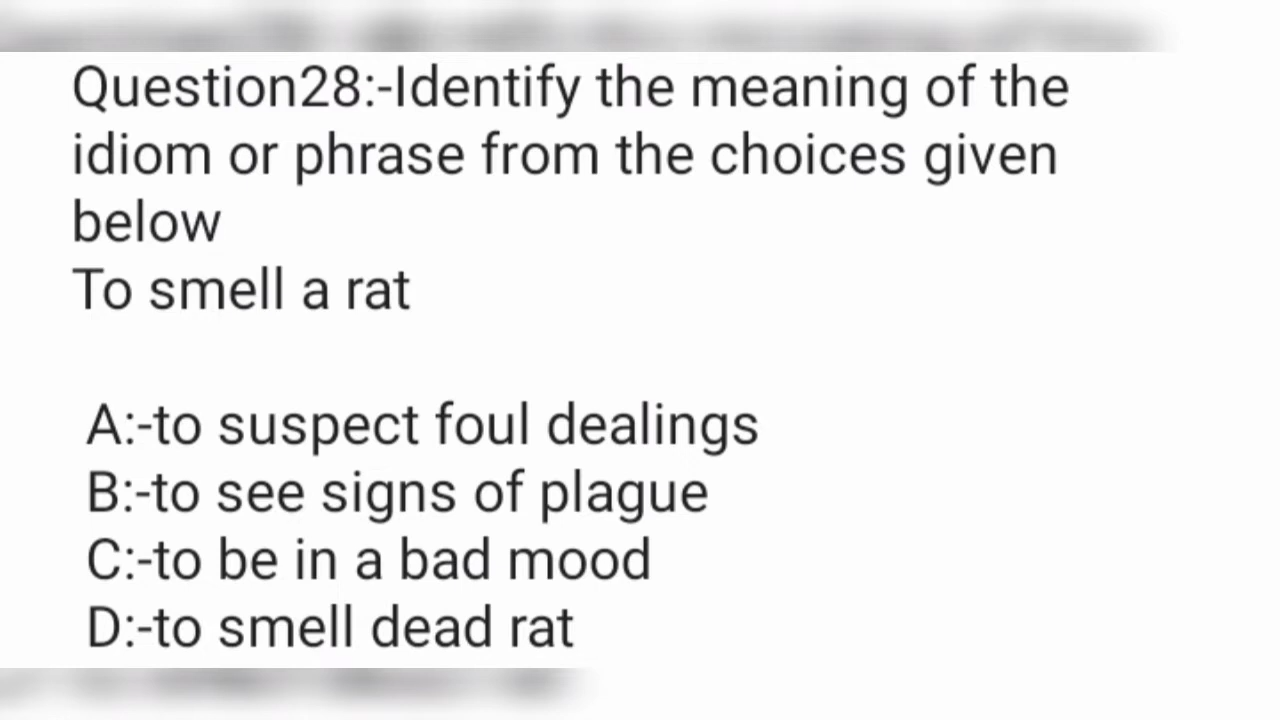 Question28:-Identify the meaning of the
idiom or phrase from the choices given
below
To smell a rat
A:-to suspect foul dealings
B:-to see signs of plague
C:-to be in a bad mood
D:-to smell dead rat